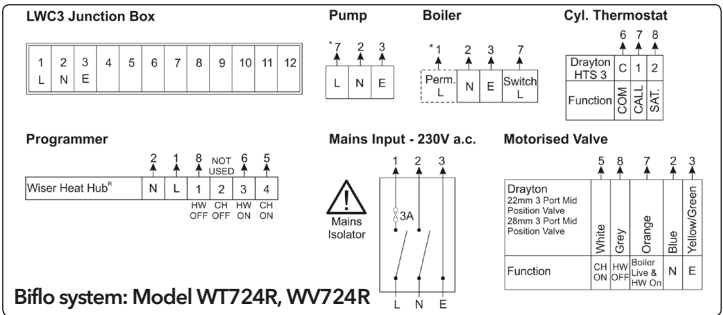 LWC3 Junction Box
1 2 3 4 5 6 7 8 9 10 11 12
L N E
Pump
*7 2 3
L N E
Boiler
*1 2 3 7
Perm. L N E Switch L
Cyl. Thermostat
6 7 8
Drayton HTS 3 C 1 2
Function COM CALL SAT.
Programmer
2 1 8 NOT USED 6 5
Wiser Heat Hubᴿ N L 1 2 3 4
HW OFF CH OFF HW ON CH ON
Mains Input - 230V a.c.
1 2 3
3A
Mains Isolator
L N E
Motorised Valve
5 8 7 2 3
Drayton
22mm 3 Port Mid
Position Valve
28mm 3 Port Mid
Position Valve
White Grey Orange Blue Yellow/Green
Function CH ON HW OFF Boiler Live & HW On N E
Biflo system: Model WT724R, WV724R